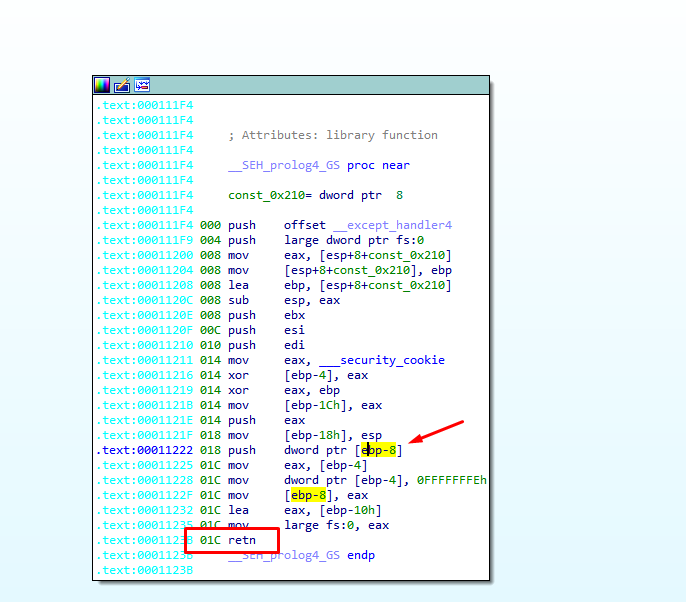 .text:000111F4
.text:000111F4
.text:000111F4 ; Attributes: library function
.text:000111F4
.text:000111F4 __SEH_prolog4_GS proc near
.text:000111F4
.text:000111F4 const_0x210= dword ptr 8
.text:000111F4
.text:000111F4 000 push offset __except_handler4
.text:000111F9 004 push large dword ptr fs:0
.text:00011200 008 mov eax, [esp+8+const_0x210]
.text:00011204 008 mov [esp+8+const_0x210], ebp
.text:00011208 008 lea ebp, [esp+8+const_0x210]
.text:0001120C 008 sub esp, eax
.text:0001120E 008 push ebx
.text:0001120F 00C push esi
.text:00011210 010 push edi
.text:00011211 014 mov eax, ___security_cookie
.text:00011216 014 xor [ebp-4], eax
.text:00011219 014 xor eax, ebp
.text:0001121B 014 mov [ebp-1Ch], eax
.text:0001121E 014 push eax
.text:0001121F 018 mov [ebp-18h], esp
.text:00011222 018 push dword ptr [ebp-8]
.text:00011225 01C mov eax, [ebp-4]
.text:00011228 01C mov dword ptr [ebp-4], 0FFFFFFFEh
.text:0001122F 01C mov [ebp-8], eax
.text:00011232 01C lea eax, [ebp-10h]
.text:00011235 01C mov large fs:0, eax
.text:0001123B 01C retn
.text:0001123B __SEH_prolog4_GS endp
.text:0001123B